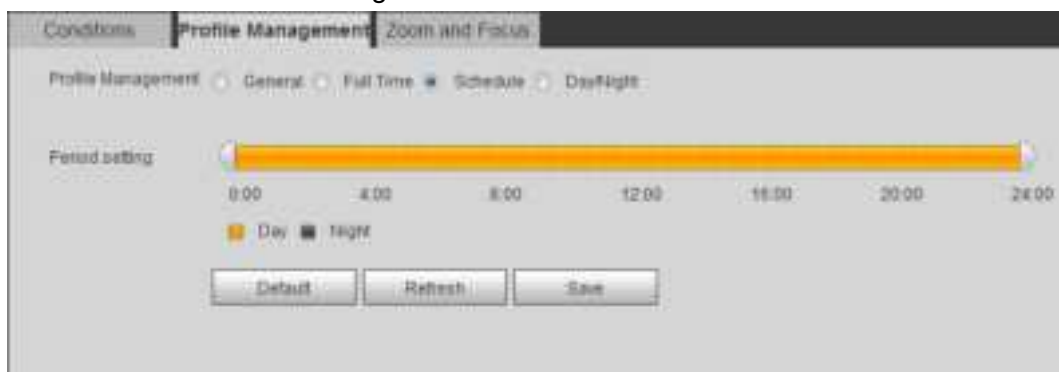 Conditions Profile Management Zoom and Focus
Profile Management General Full Time Schedule Day/Night
Period setting
0:00 4:00 8:00 12:00 16:00 20:00 24:00
Day Night
Default Refresh Save